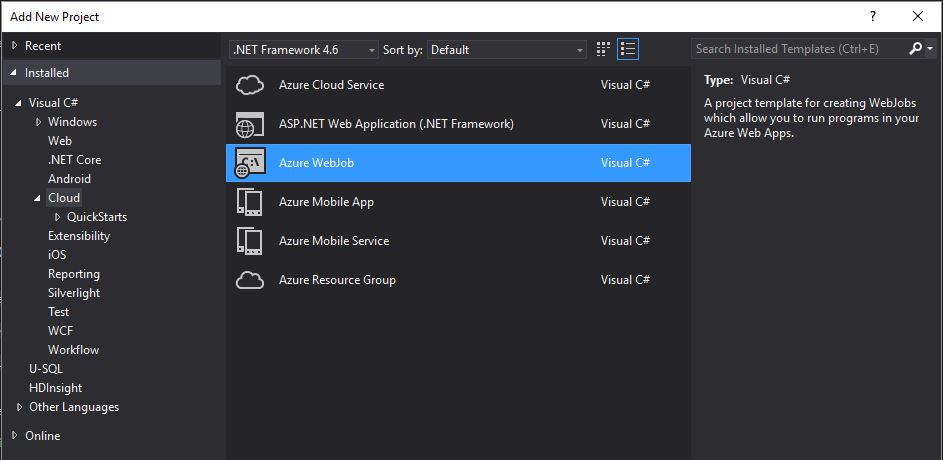 Add New Project
?
Recent
.NET Framework 4.6 Sort by: Default
Search Installed Templates (Ctrl+E)
Installed
Visual C#
Windows
Web
.NET Core
Android
Cloud
QuickStarts
Extensibility
iOS
Reporting
Silverlight
Test
WCF
Workflow
U-SQL
HDInsight
Other Languages
Online
Azure Cloud Service Visual C#
ASP.NET Web Application (.NET Framework) Visual C#
C:\
Azure WebJob Visual C#
Azure Mobile App Visual C#
Azure Mobile Service Visual C#
Azure Resource Group Visual C#
Type: Visual C#
A project template for creating WebJobs
which allow you to run programs in your
Azure Web Apps.